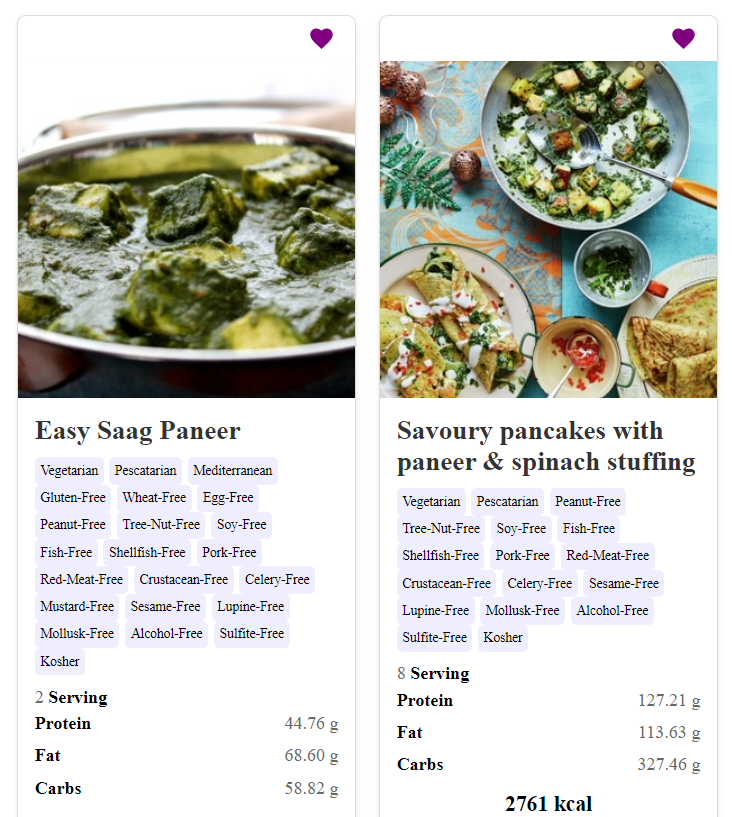 Easy Saag Paneer
Vegetarian Pescatarian Mediterranean
Gluten-Free Wheat-Free Egg-Free
Peanut-Free Tree-Nut-Free Soy-Free
Fish-Free Shellfish-Free Pork-Free
Red-Meat-Free Crustacean-Free Celery-Free
Mustard-Free Sesame-Free Lupine-Free
Mollusk-Free Alcohol-Free Sulfite-Free
Kosher
2 Serving
Protein 44.76 g
Fat 68.60 g
Carbs 58.82 g
Savoury pancakes with
paneer & spinach stuffing
Vegetarian Pescatarian Peanut-Free
Tree-Nut-Free Soy-Free Fish-Free
Shellfish-Free Pork-Free Red-Meat-Free
Crustacean-Free Celery-Free Sesame-Free
Lupine-Free Mollusk-Free Alcohol-Free
Sulfite-Free Kosher
8 Serving
Protein 127.21 g
Fat 113.63 g
Carbs 327.46 g
2761 kcal